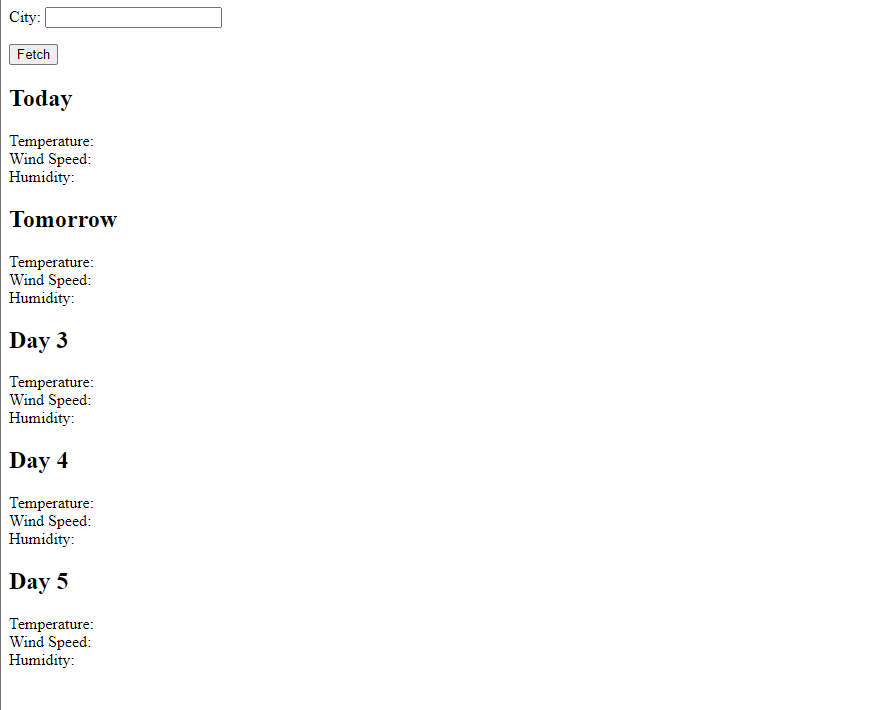 City:
Fetch
Today
Temperature:
Wind Speed:
Humidity:
Tomorrow
Temperature:
Wind Speed:
Humidity:
Day 3
Temperature:
Wind Speed:
Humidity:
Day 4
Temperature:
Wind Speed:
Humidity:
Day 5
Temperature:
Wind Speed:
Humidity: